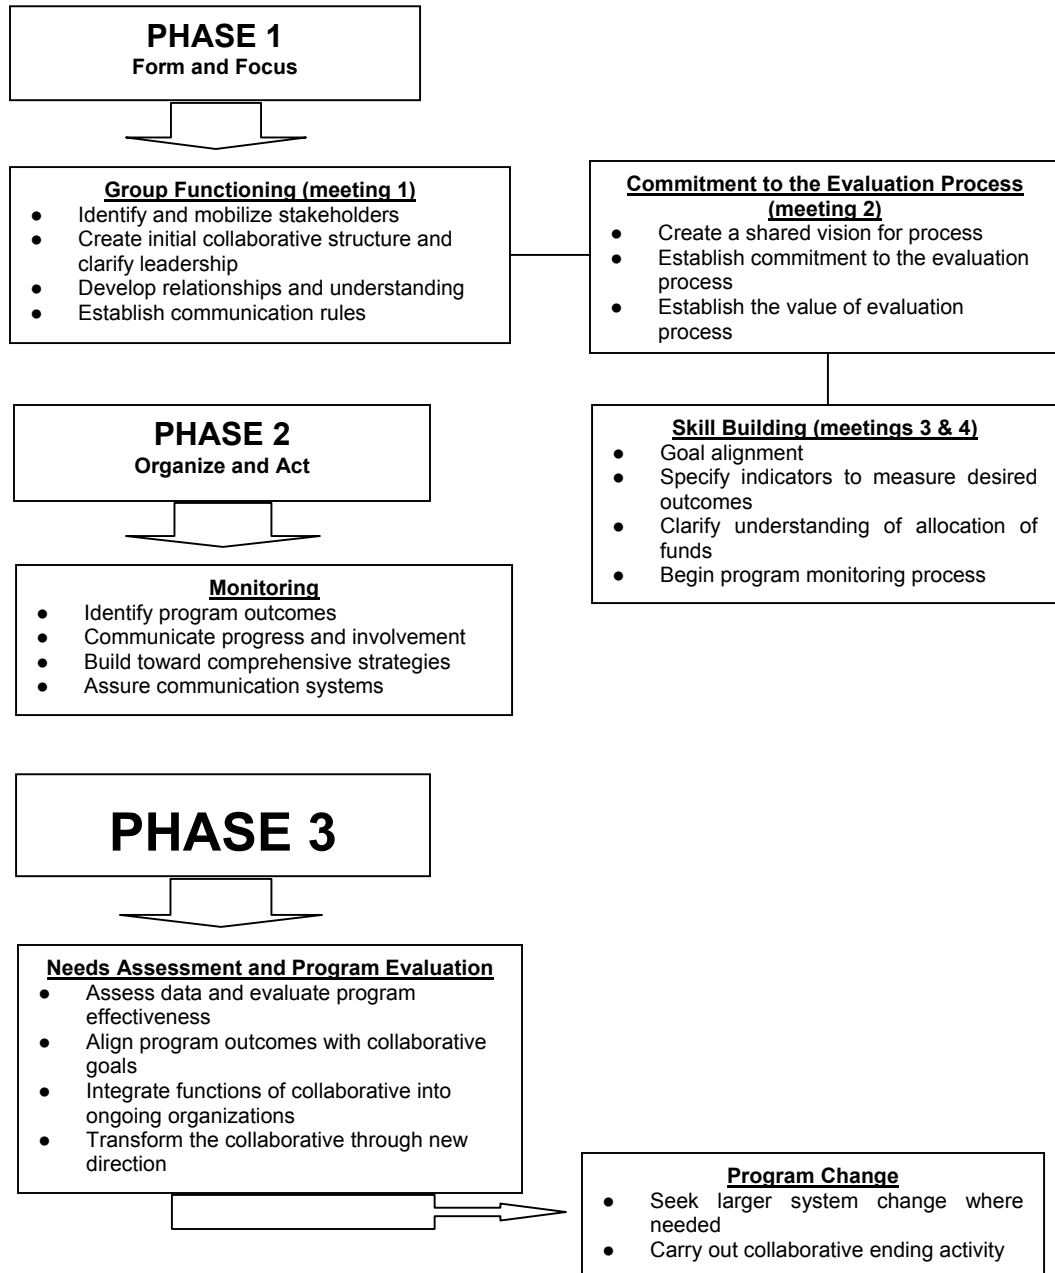 PHASE 1
Form and Focus
Group Functioning (meeting 1)
● Identify and mobilize stakeholders
● Create initial collaborative structure and
clarify leadership
● Develop relationships and understanding
● Establish communication rules
Commitment to the Evaluation Process
(meeting 2)
● Create a shared vision for process
● Establish commitment to the evaluation
process
● Establish the value of evaluation
process
Skill Building (meetings 3 & 4)
● Goal alignment
● Specify indicators to measure desired
outcomes
● Clarify understanding of allocation of
funds
● Begin program monitoring process
PHASE 2
Organize and Act
Monitoring
● Identify program outcomes
● Communicate progress and involvement
● Build toward comprehensive strategies
● Assure communication systems
PHASE 3
Needs Assessment and Program Evaluation
● Assess data and evaluate program
effectiveness
● Align program outcomes with collaborative
goals
● Integrate functions of collaborative into
ongoing organizations
● Transform the collaborative through new
direction
Program Change
● Seek larger system change where
needed
● Carry out collaborative ending activity